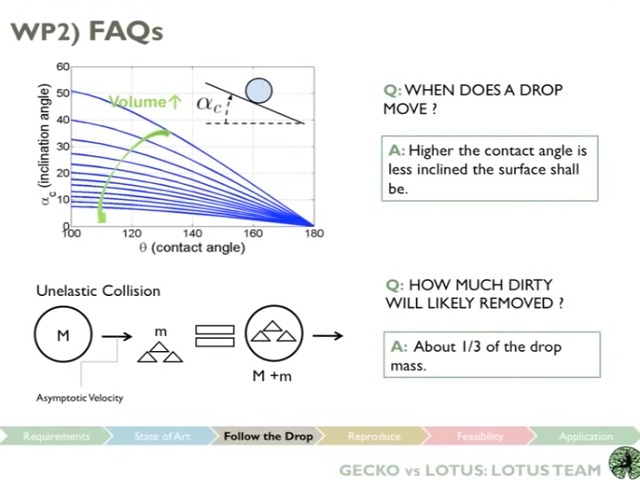 WP2) FAQs
60
50
40
30
20
10
0
α_c (inclination angle)
Volume↑
α_c
100
120
140
160
180
θ (contact angle)
Q: WHEN DOES A DROP
MOVE ?
A: Higher the contact angle is
less inclined the surface shall
be.
Unelastic Collision
M
m
M +m
Asymptotic Velocity
Q: HOW MUCH DIRTY
WILL LIKELY REMOVED ?
A: About 1/3 of the drop
mass.
Requirements
State of Art
Follow the Drop
Reproduce
Feasibility
Application
GECKO vs LOTUS: LOTUS TEAM